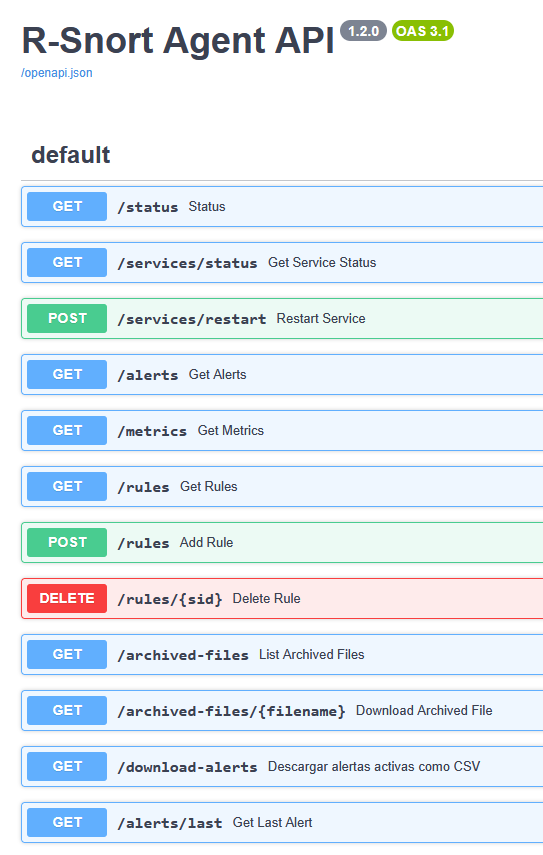 R-Snort Agent API 1.2.0 OAS 3.1
/openapi.json
default
GET /status Status
GET /services/status Get Service Status
POST /services/restart Restart Service
GET /alerts Get Alerts
GET /metrics Get Metrics
GET /rules Get Rules
POST /rules Add Rule
DELETE /rules/{sid} Delete Rule
GET /archived-files List Archived Files
GET /archived-files/{filename} Download Archived File
GET /download-alerts Descargar alertas activas como CSV
GET /alerts/last Get Last Alert